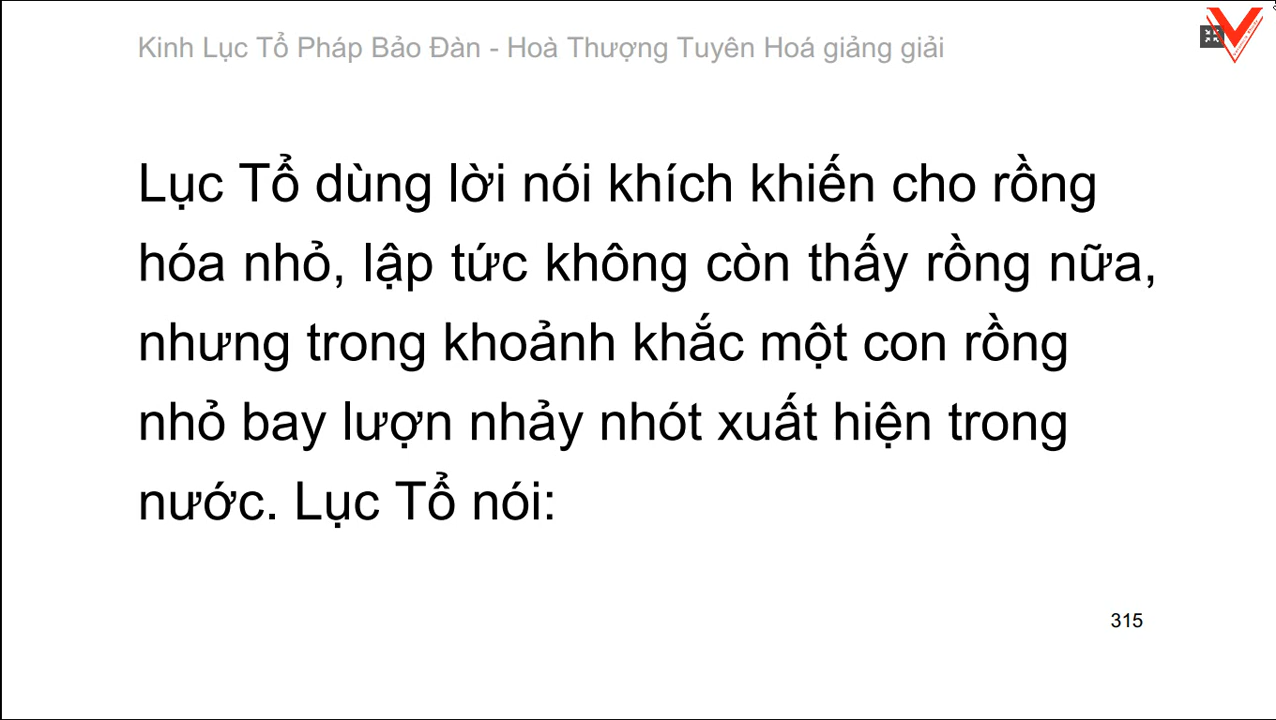 Kinh Lục Tổ Pháp Bảo Đàn - Hoà Thượng Tuyên Hoá giảng giải
Lục Tổ dùng lời nói khích khiến cho rồng
hóa nhỏ, lập tức không còn thấy rồng nữa,
nhưng trong khoảnh khắc một con rồng
nhỏ bay lượn nhảy nhót xuất hiện trong
nước. Lục Tổ nói:
315